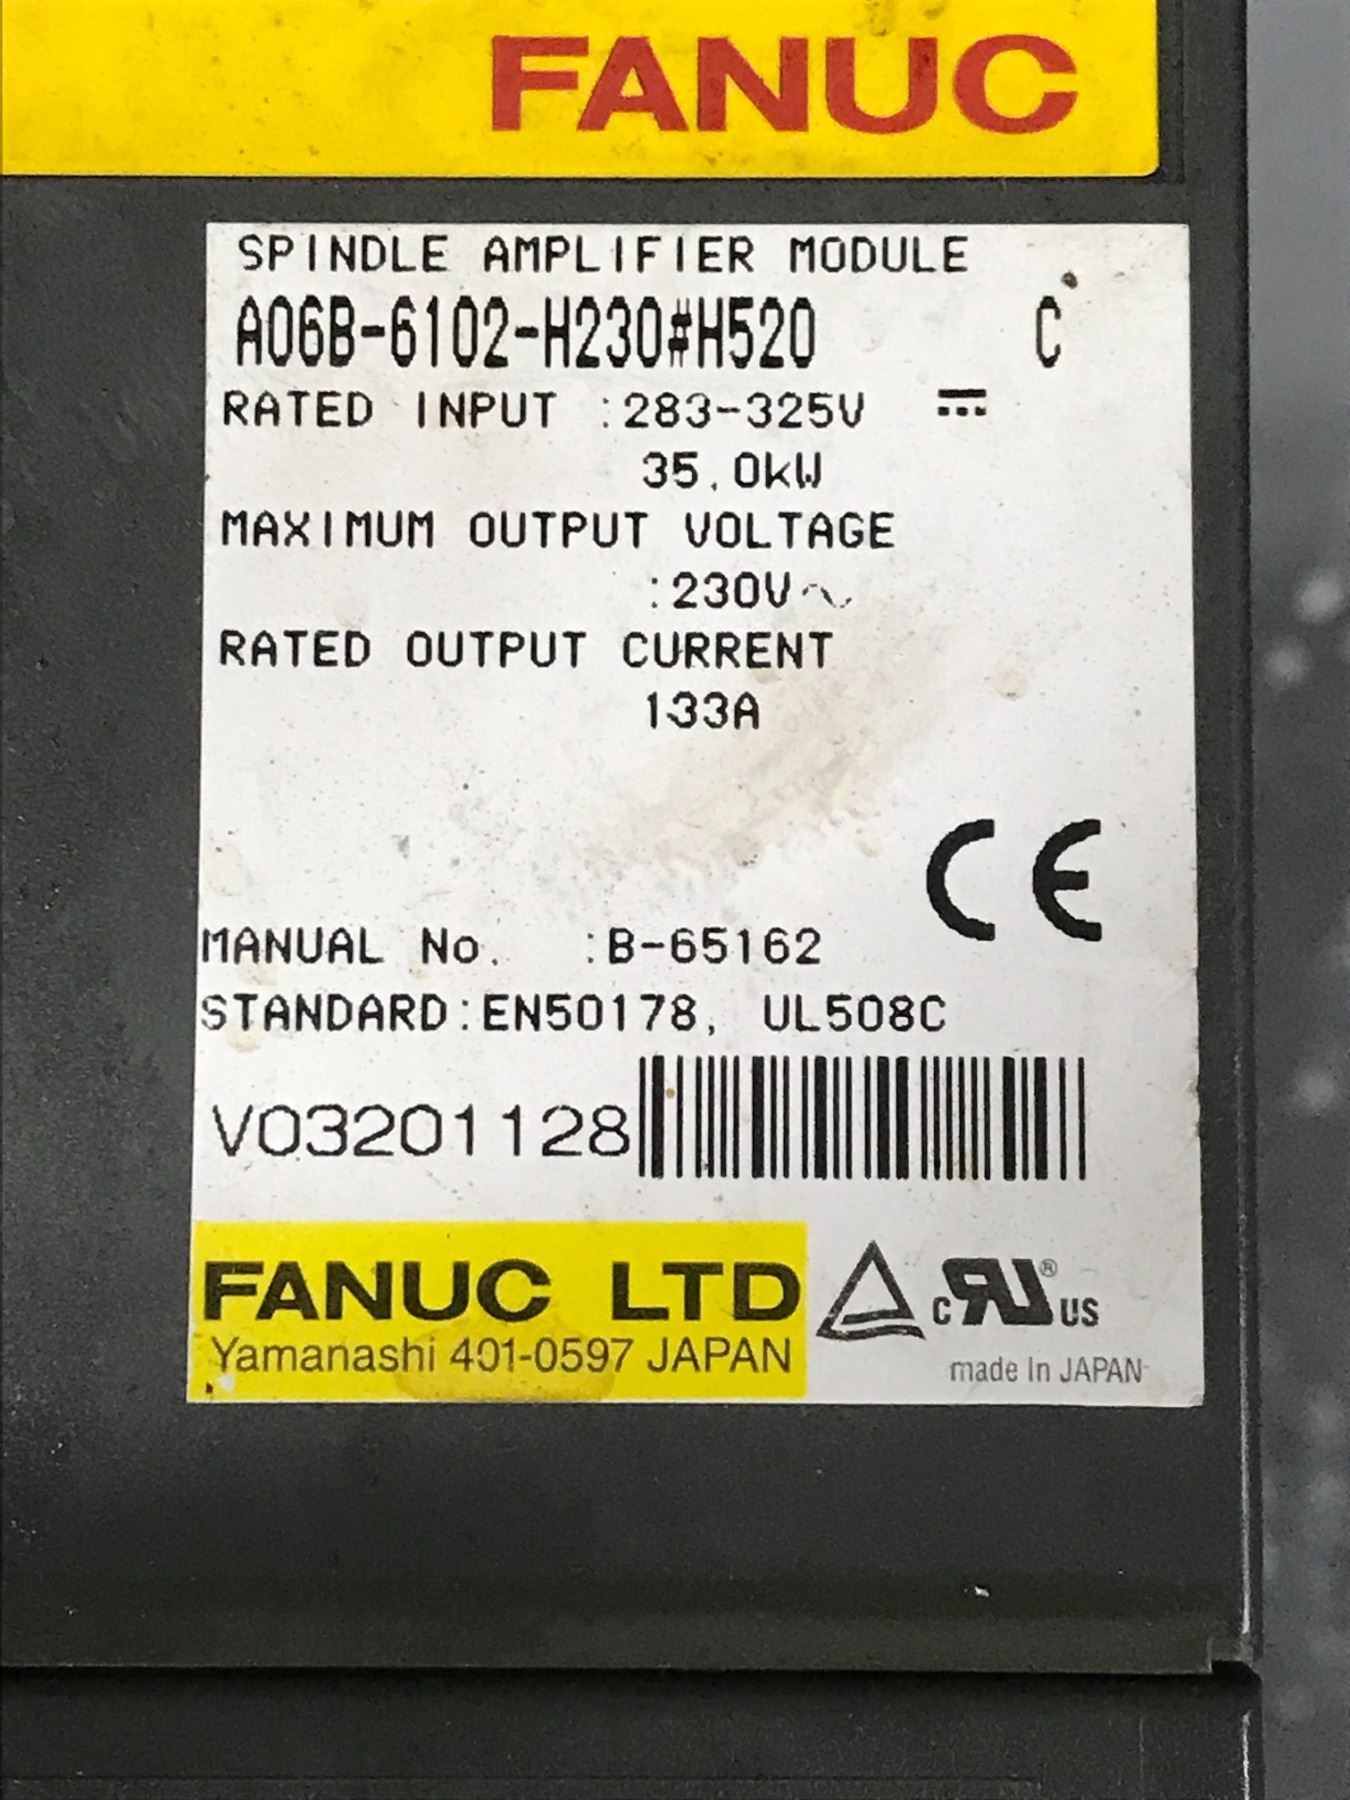 FANUC
SPINDLE AMPLIFIER MODULE
A06B-6102-H230#H520 C
RATED INPUT :283-325V ⎓
35.0kW
MAXIMUM OUTPUT VOLTAGE
:230V~
RATED OUTPUT CURRENT
133A
CE
MANUAL No. :B-65162
STANDARD:EN50178, UL508C
V03201128
FANUC LTD
Yamanashi 401-0597 JAPAN
c RU ® US
made In JAPAN